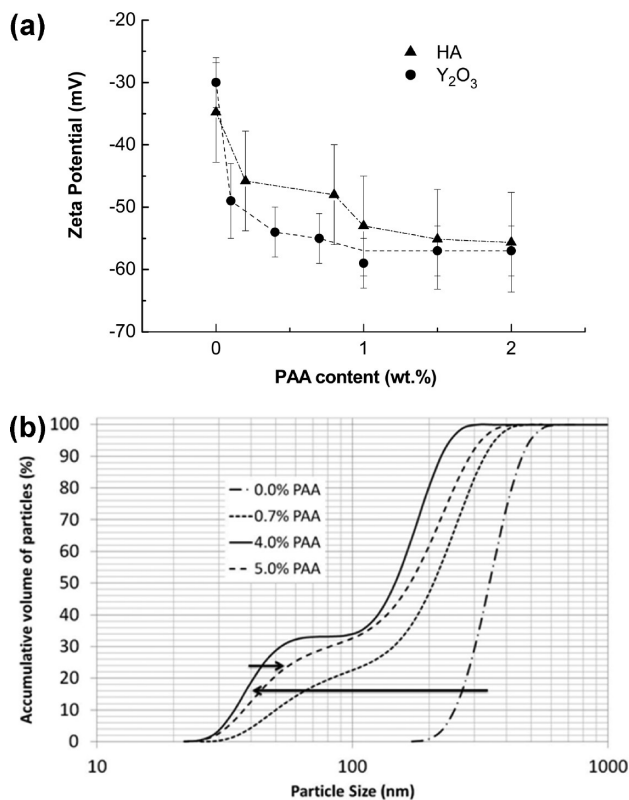 (a)
-20
-30
-40
-50
-60
-70
Zeta Potential (mV)
HA
Y₂O₃
0
1
2
PAA content (wt.%)
(b)
100
90
80
70
60
50
40
30
20
10
0
Accumulative volume of particles (%)
0.0% PAA
0.7% PAA
4.0% PAA
5.0% PAA
10
100
1000
Particle Size (nm)